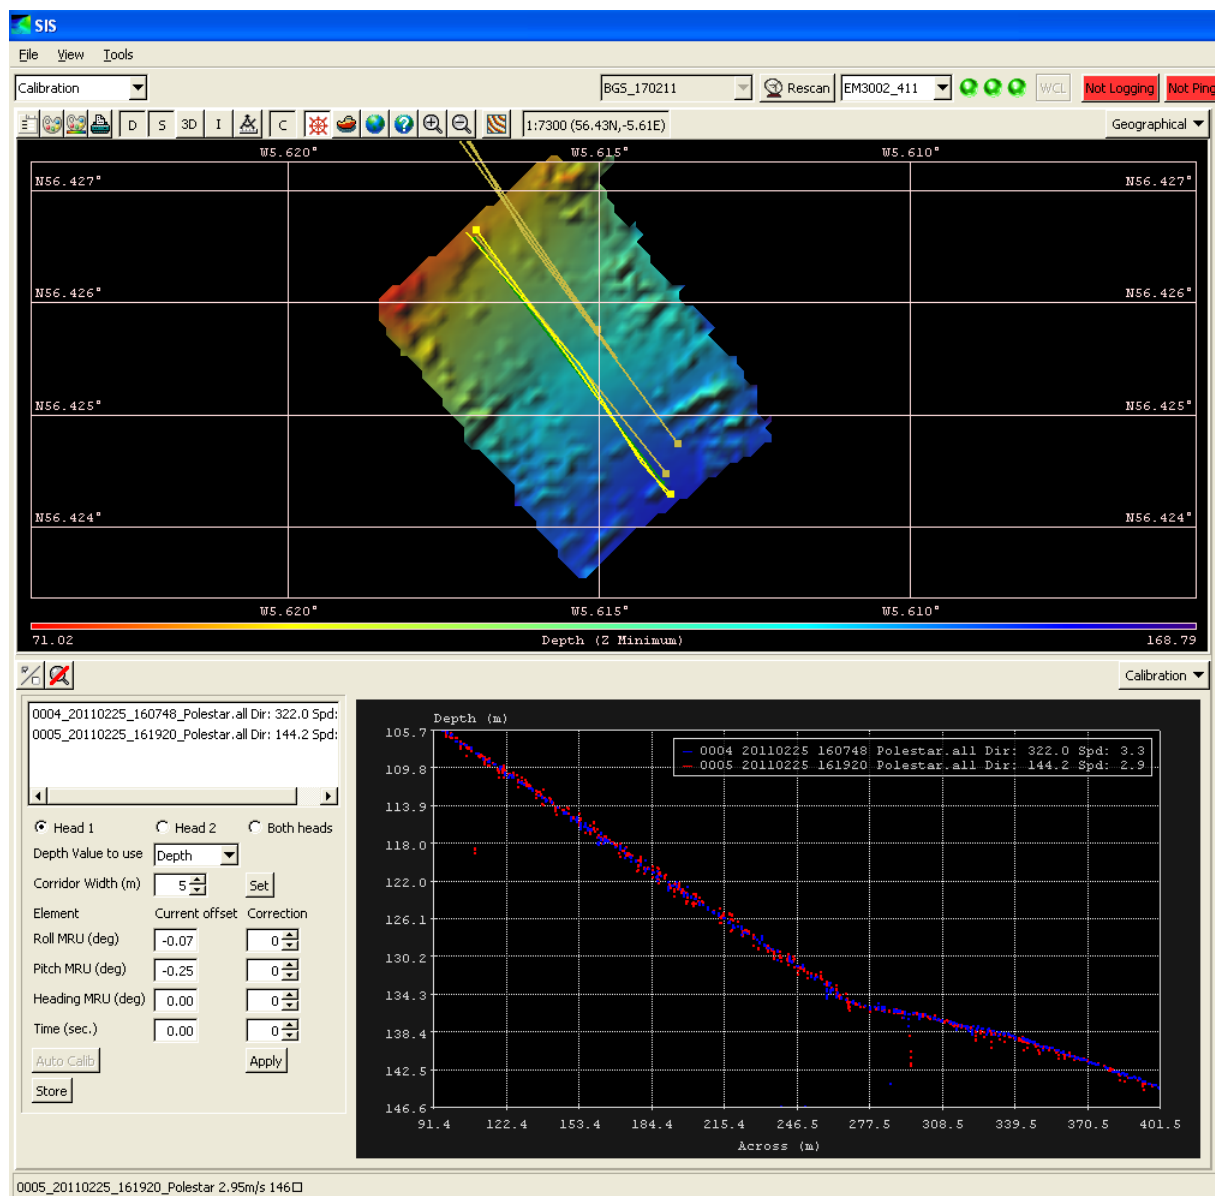 SIS
File View Tools
Calibration BGS_170211 Rescan EM3002_411 WCL Not Logging Not Ping
D S 3D I C 1:7300 (56.43N,-5.61E) Geographical
W5.620° W5.615° W5.610°
N56.427° N56.427°
N56.426° N56.426°
N56.425° N56.425°
N56.424° N56.424°
W5.620° W5.615° W5.610°
71.02 Depth (Z Minimum) 168.79
Calibration
0004_20110225_160748_Polestar.all Dir: 322.0 Spd:
0005_20110225_161920_Polestar.all Dir: 144.2 Spd:
Head 1 Head 2 Both heads
Depth Value to use Depth
Corridor Width (m) 5 Set
Element Current offset Correction
Roll MRU (deg) -0.07 0
Pitch MRU (deg) -0.25 0
Heading MRU (deg) 0.00 0
Time (sec.) 0.00 0
Auto Calib Apply
Store
Depth (m)
0004 20110225 160748 Polestar.all Dir: 322.0 Spd: 3.3
0005 20110225 161920 Polestar.all Dir: 144.2 Spd: 2.9
105.7
109.8
113.9
118.0
122.0
126.1
130.2
134.3
138.4
142.5
146.6
91.4 122.4 153.4 184.4 215.4 246.5 277.5 308.5 339.5 370.5 401.5
Across (m)
0005_20110225_161920_Polestar 2.95m/s 146□